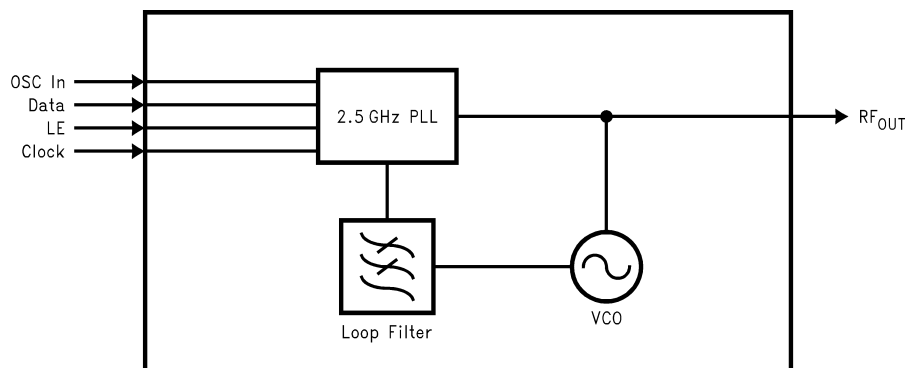 OSC In
Data
LE
Clock
2.5 GHz PLL
RFOUT
Loop Filter
VCO